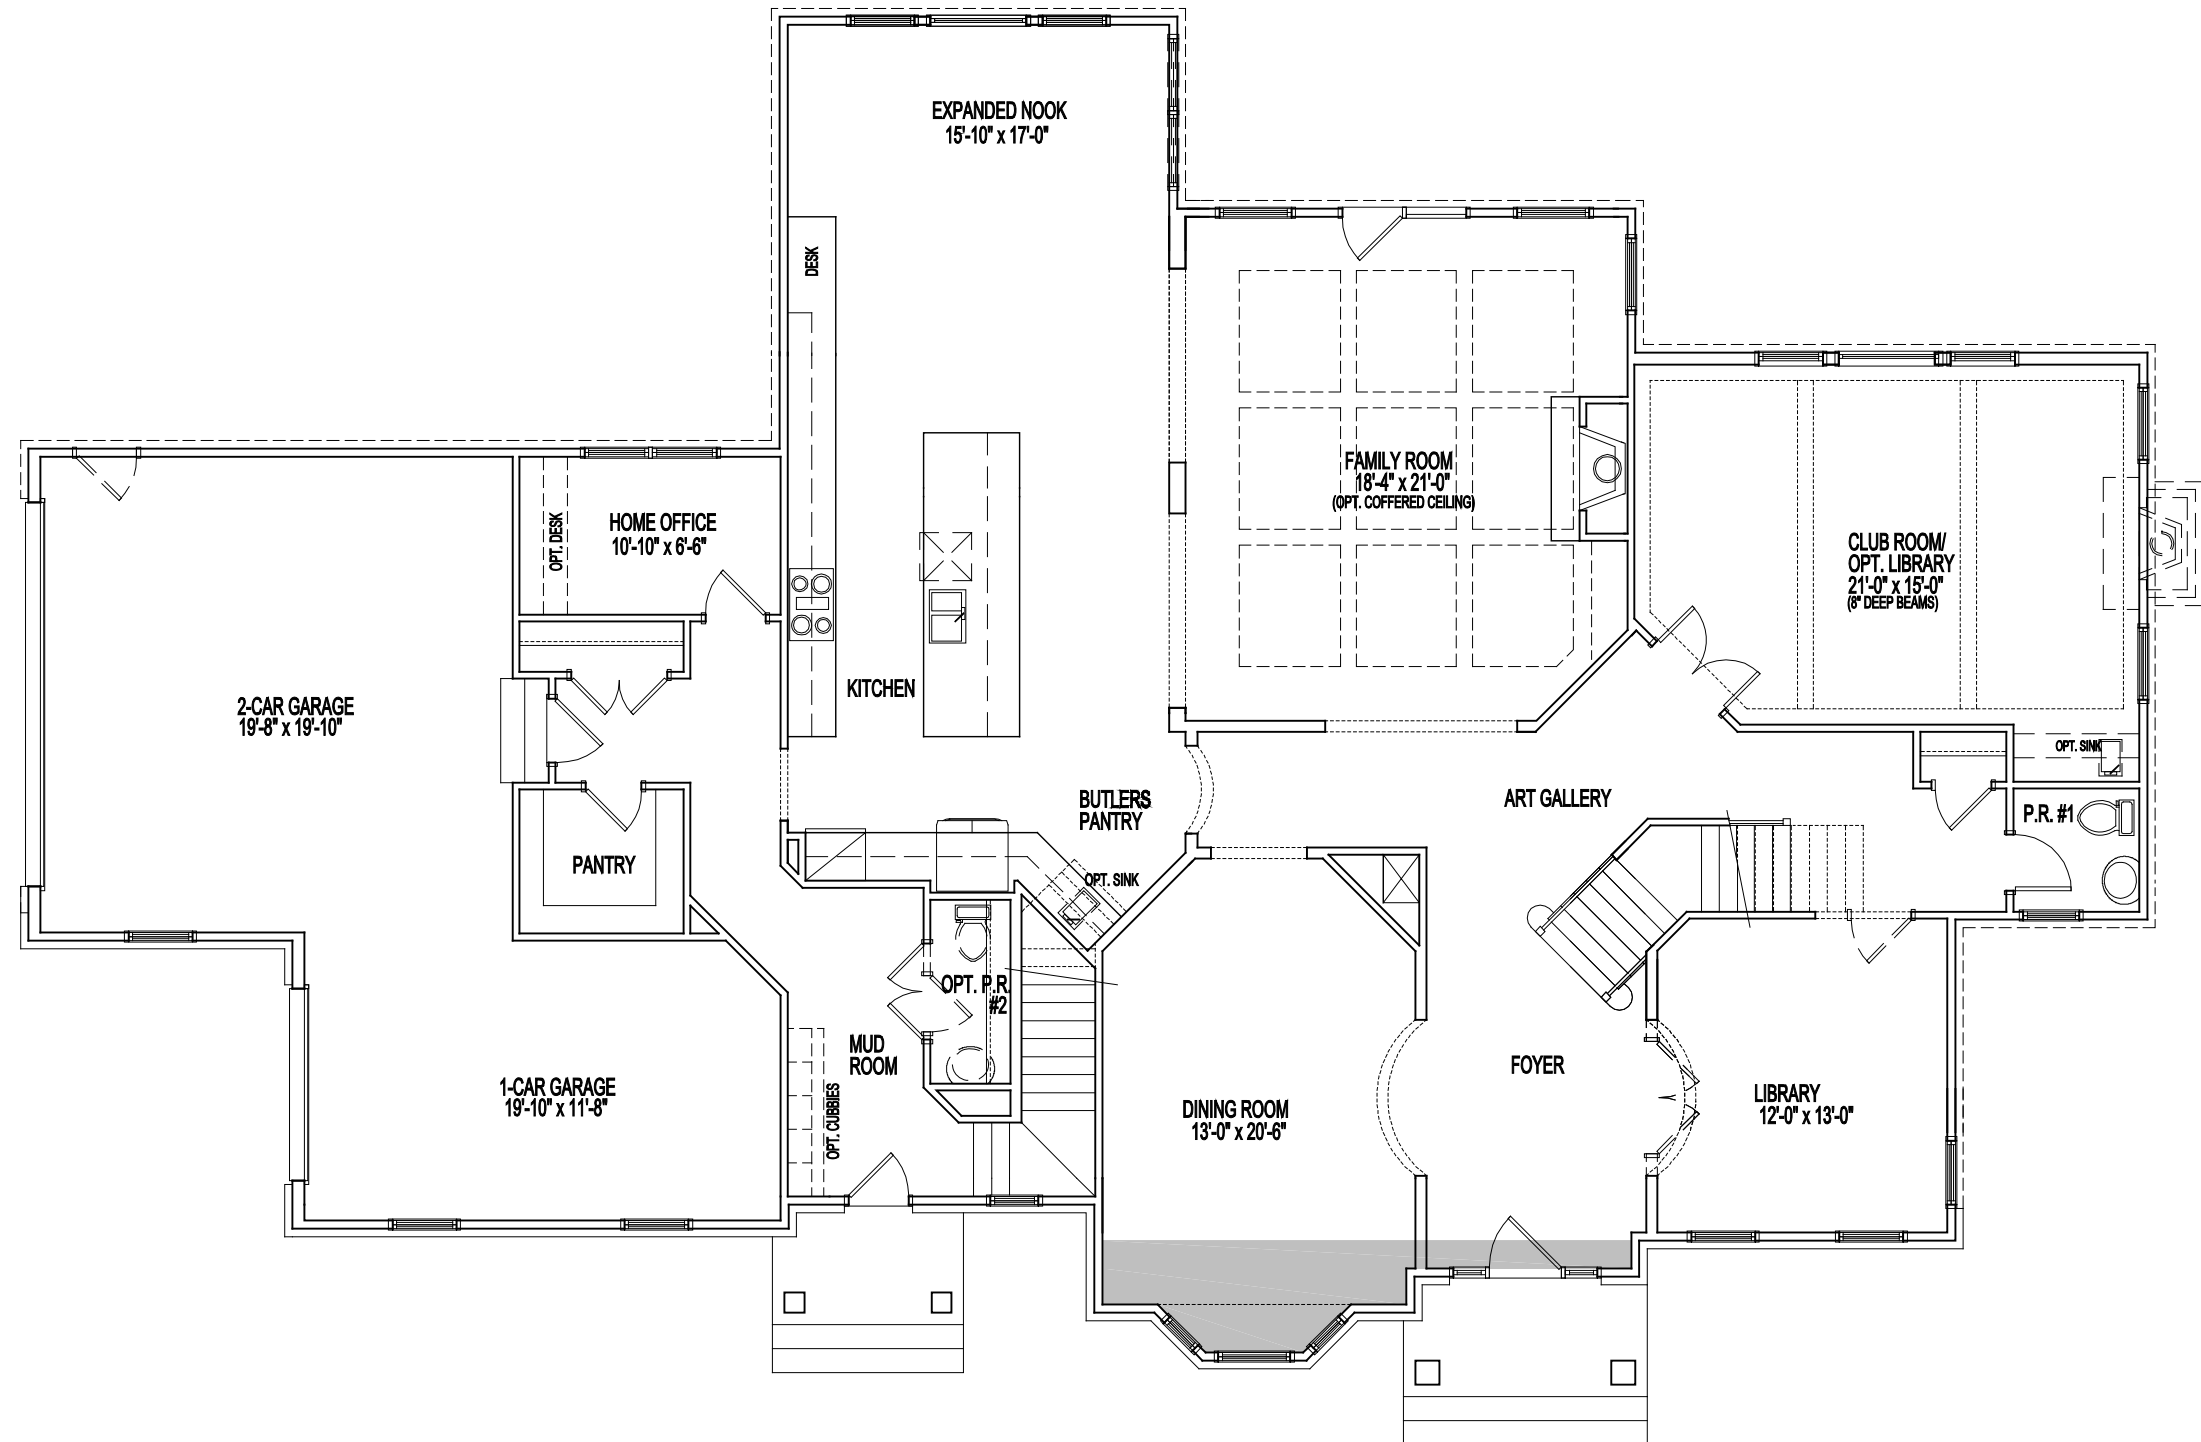 EXPANDED NOOK
15'-10" x 17'-0"
DESK
FAMILY ROOM
18'-4" x 21'-0"
(OPT. COFFERED CEILING)
HOME OFFICE
10'-10" x 6'-6"
OPT. DESK
CLUB ROOM/
OPT. LIBRARY
21'-0" x 15'-0"
(8" DEEP BEAMS)
KITCHEN
2-CAR GARAGE
19'-8" x 19'-10"
OPT. SINK
BUTLERS
PANTRY
ART GALLERY
P.R. #1
PANTRY
OPT. SINK
OPT. P.R.
#2
MUD
ROOM
FOYER
1-CAR GARAGE
19'-10" x 11'-8"
OPT. CUBBIES
DINING ROOM
13'-0" x 20'-6"
LIBRARY
12'-0" x 13'-0"